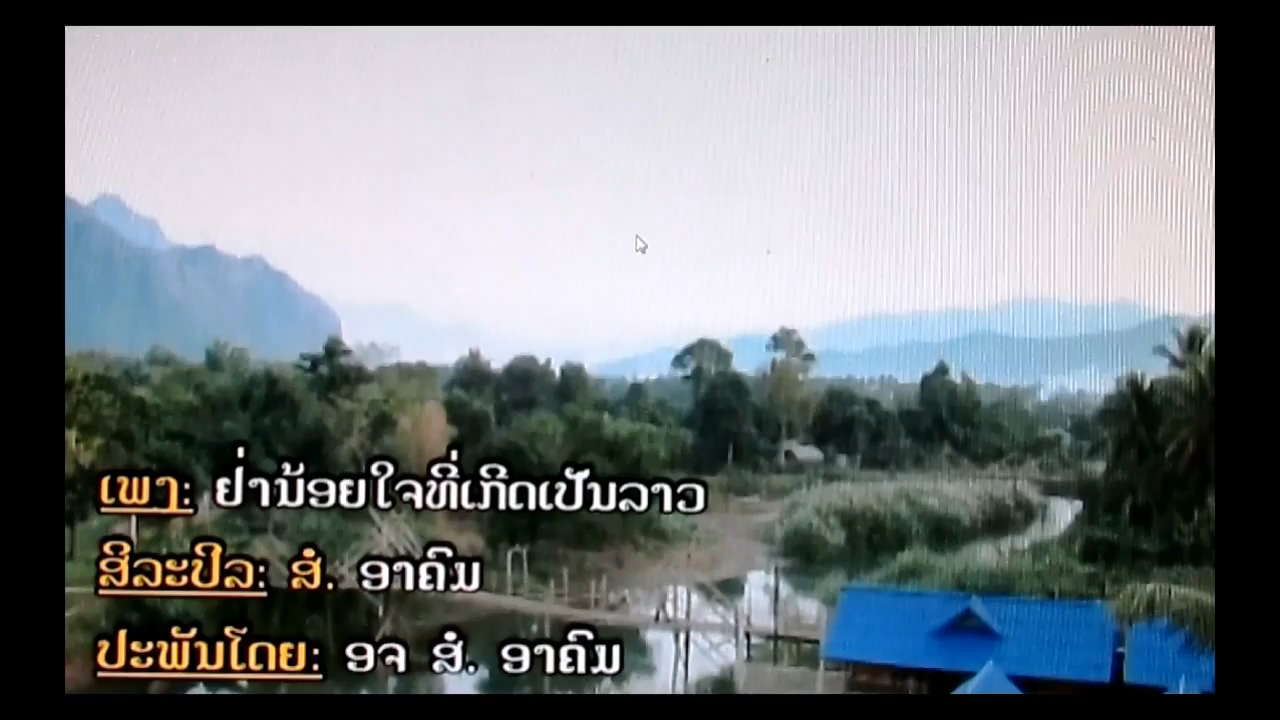 ເພງ: ຢ່ານ້ອຍໃຈທີ່ເກີດເປັນລາວ
ສິລະປິລ: ສໍ. ອາຄົມ
ປະພັນໂດຍ: ອຈ ສໍ. ອາຄົມ